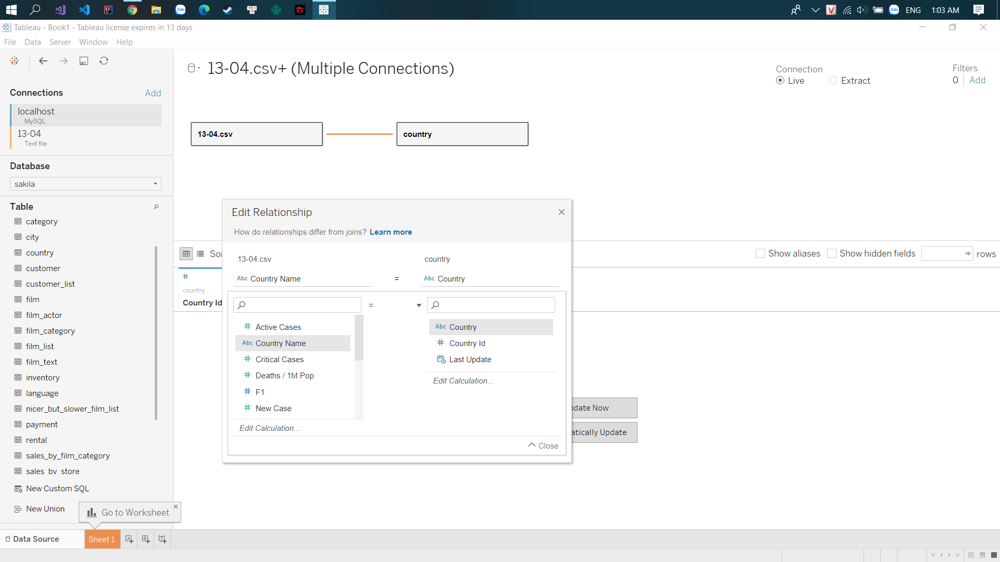 ENG
1:03 AM
Tableau - Book1 - Tableau license expires in 13 days
File Data Server Window Help
13-04.csv+ (Multiple Connections)
Connection
Live
Extract
Filters
0
Add
Connections
Add
localhost
MySQL
13-04
Text file
Database
sakila
Table
category
city
country
customer
customer_list
film
film_actor
film_category
film_list
film_text
inventory
language
nicer_but_slower_film_list
payment
rental
sales_by_film_category
sales_by_store
New Custom SQL
New Union
13-04.csv
country
Edit Relationship
How do relationships differ from joins? Learn more
13-04.csv
country
Abc Country Name
=
Abc Country
=
# Active Cases
Abc Country Name
# Critical Cases
# Deaths / 1M Pop
# F1
# New Case
Edit Calculation...
Abc Country
# Country Id
Last Update
Edit Calculation...
Close
Sor
Show aliases
Show hidden fields
rows
#
country
Country Id
pdate Now
atically Update
Go to Worksheet
Data Source
Sheet 1